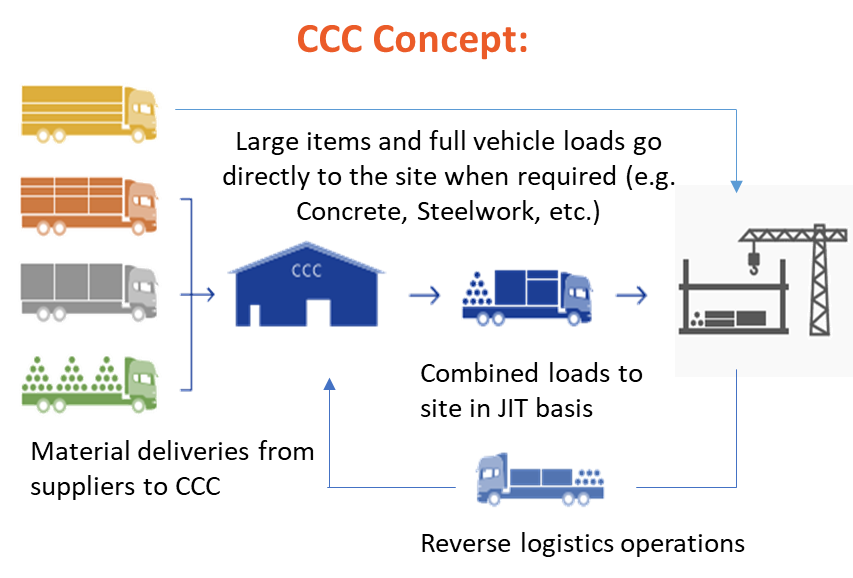 CCC Concept:
Large items and full vehicle loads go
directly to the site when required (e.g.
Concrete, Steelwork, etc.)
CCC
Combined loads to
site in JIT basis
Material deliveries from
suppliers to CCC
Reverse logistics operations